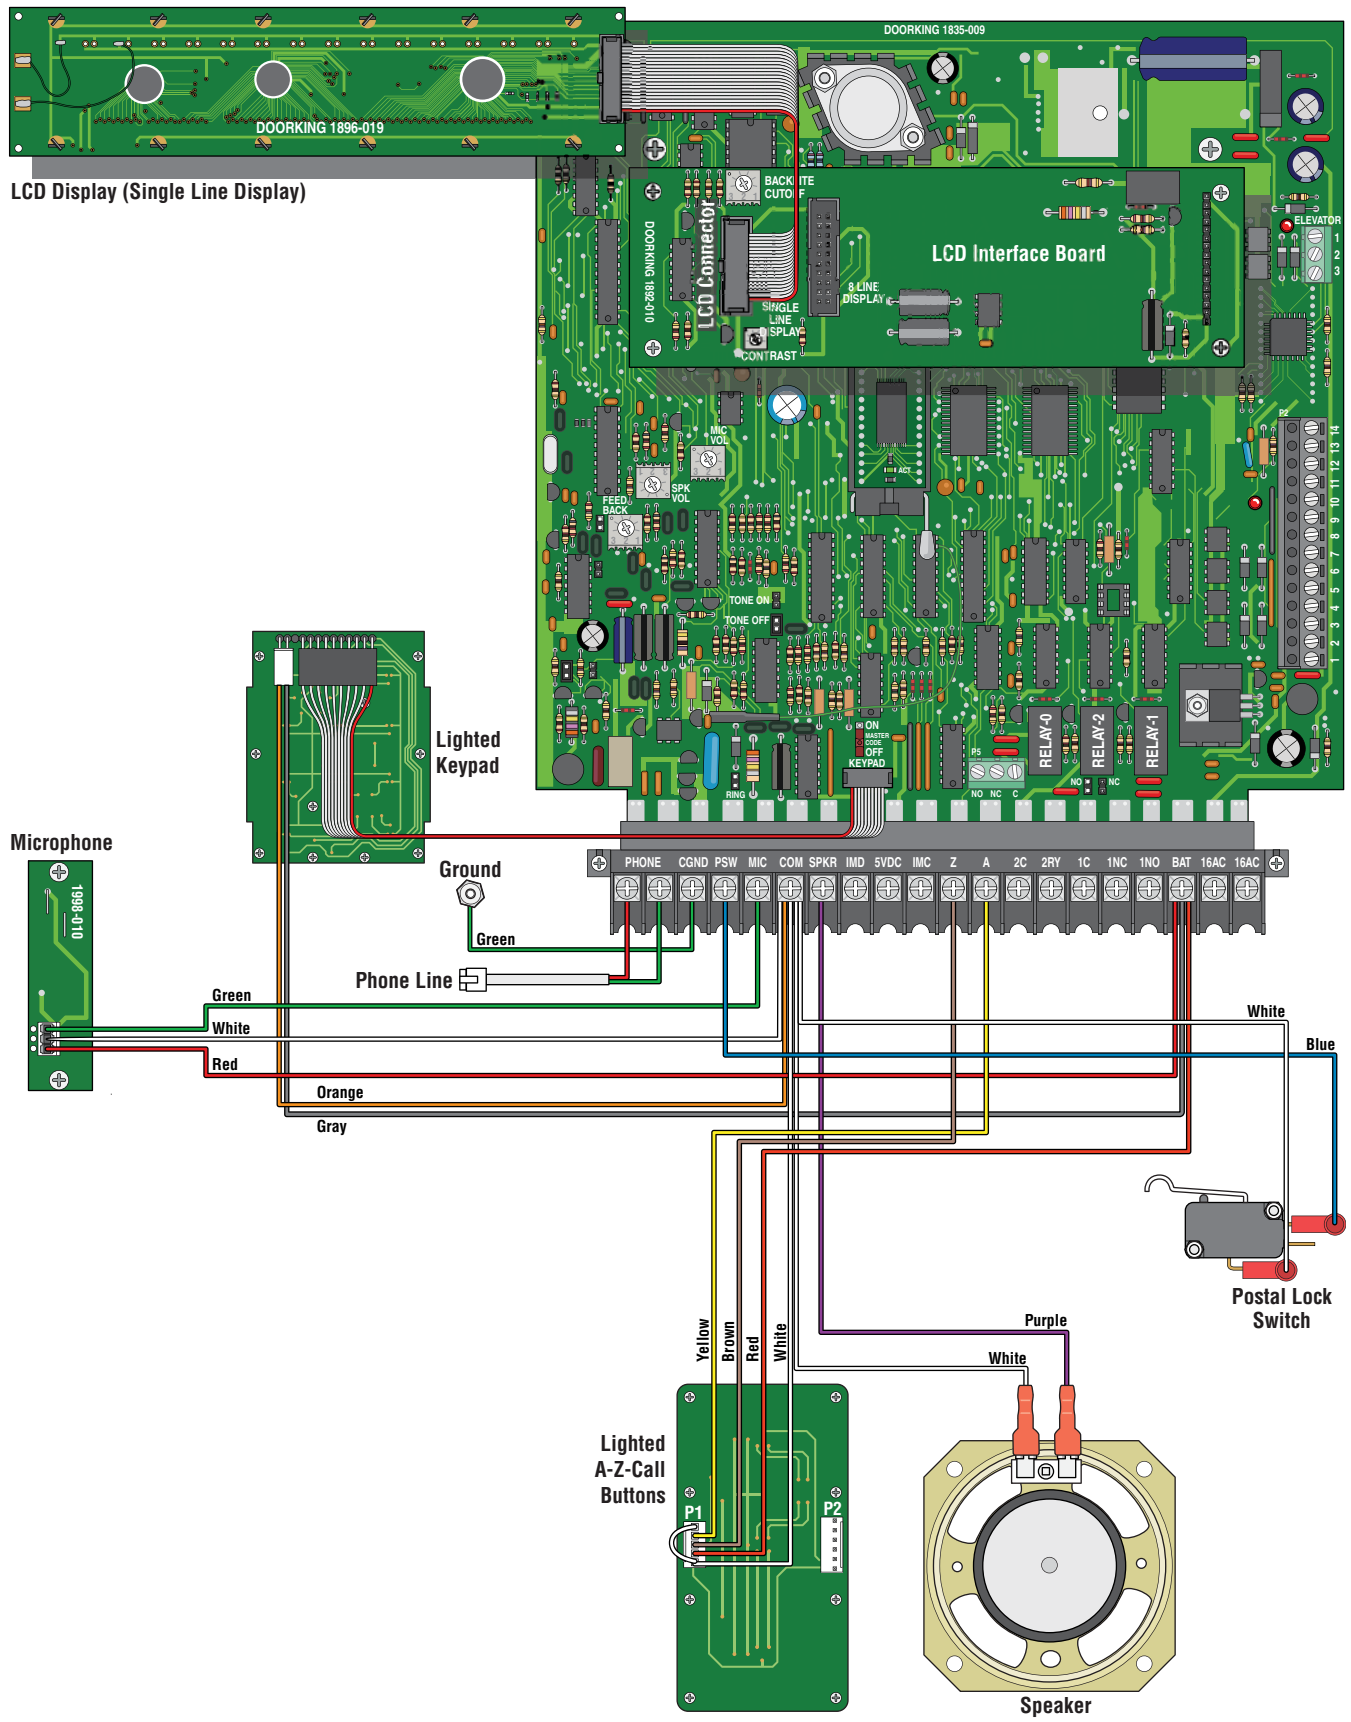 DOORKING 1835-009
DOORKING 1896-019
LCD Display (Single Line Display)
BACKLITE
CUTOFF
LCD Connector
DOORKING 1892-010
8 LINE
DISPLAY
SINGLE
LINE
DISPLAY
CONTRAST
LCD Interface Board
ELEVATOR
1
2
3
P2
14
13
12
11
10
9
8
7
6
5
4
3
2
1
MIC
VOL
SPK
VOL
FEED
BACK
ACT
TONE ON
TONE OFF
ON
MASTER
CODE
OFF
KEYPAD
RING
P5
NO NC C
RELAY-0
RELAY-2
RELAY-1
NO
NC
Lighted
Keypad
Microphone
1998-010
Ground
Green
Phone Line
PHONE CGND PSW MIC COM SPKR IMD 5VDC IMC Z A 2C 2RY 1C 1NC 1NO BAT 16AC 16AC
Green
White
Red
Orange
Gray
White
Blue
Postal Lock
Switch
Yellow
Brown
Red
White
Purple
White
Lighted
A-Z-Call
Buttons
P1
P2
Speaker